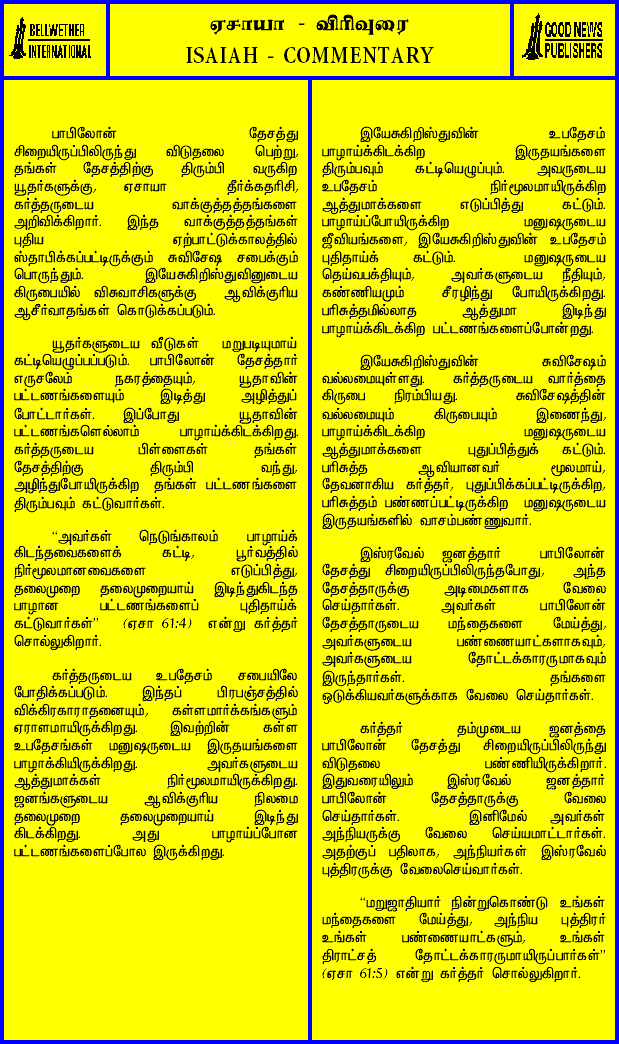 BELLWETHER
INTERNATIONAL
ஏசாயா - விரிவுரை
ISAIAH - COMMENTARY
GOOD NEWS
PUBLISHERS
பாபிலோன் தேசத்து
சிறையிருப்பிலிருந்து விடுதலை பெற்று,
தங்கள் தேசத்திற்கு திரும்பி வருகிற
யூதர்களுக்கு, ஏசாயா தீர்க்கதரிசி,
கர்த்தருடைய வாக்குத்தத்தங்களை
அறிவிக்கிறார். இந்த வாக்குத்தத்தங்கள்
புதிய ஏற்பாட்டுக்காலத்தில்
ஸ்தாபிக்கப்பட்டிருக்கும் சுவிசேஷ சபைக்கும்
பொருந்தும். இயேசுகிறிஸ்துவினுடைய
கிருபையில் விசுவாசிகளுக்கு ஆவிக்குரிய
ஆசீர்வாதங்கள் கொடுக்கப்படும்.
யூதர்களுடைய வீடுகள் மறுபடியுமாய்
கட்டியெழுப்பப்படும். பாபிலோன் தேசத்தார்
எருசலேம் நகரத்தையும், யூதாவின்
பட்டணங்களையும் இடித்து அழித்துப்
போட்டார்கள். இப்போது யூதாவின்
பட்டணங்களெல்லாம் பாழாய்க்கிடக்கிறது.
கர்த்தருடைய பிள்ளைகள் தங்கள்
தேசத்திற்கு திரும்பி வந்து,
அழிந்துபோயிருக்கிற தங்கள் பட்டணங்களை
திரும்பவும் கட்டுவார்கள்.
“அவர்கள் நெடுங்காலம் பாழாய்க்
கிடந்தவைகளைக் கட்டி, பூர்வத்தில்
நிர்மூலமானவைகளை எடுப்பித்து,
தலைமுறை தலைமுறையாய் இடிந்துகிடந்த
பாழான பட்டணங்களைப் புதிதாய்க்
கட்டுவார்கள்” (ஏசா 61:4) என்று கர்த்தர்
சொல்லுகிறார்.
கர்த்தருடைய உபதேசம் சபையிலே
போதிக்கப்படும். இந்தப் பிரபஞ்சத்தில்
விக்கிரகாராதனையும், கள்ளமார்க்கங்களும்
ஏராளமாயிருக்கிறது. இவற்றின் கள்ள
உபதேசங்கள் மனுஷருடைய இருதயங்களை
பாழாக்கியிருக்கிறது. அவர்களுடைய
ஆத்துமாக்கள் நிர்மூலமாயிருக்கிறது.
ஜனங்களுடைய ஆவிக்குரிய நிலமை
தலைமுறை தலைமுறையாய் இடிந்து
கிடக்கிறது. அது பாழாய்ப்போன
பட்டணங்களைப்போல இருக்கிறது.
இயேசுகிறிஸ்துவின் உபதேசம்
பாழாய்க்கிடக்கிற இருதயங்களை
திரும்பவும் கட்டியெழுப்பும். அவருடைய
உபதேசம் நிர்மூலமாயிருக்கிற
ஆத்துமாக்களை எடுப்பித்து கட்டும்.
பாழாய்ப்போயிருக்கிற மனுஷருடைய
ஜீவியங்களை, இயேசுகிறிஸ்துவின் உபதேசம்
புதிதாய்க் கட்டும். மனுஷருடைய
தெய்வபக்தியும், அவர்களுடைய நீதியும்,
கண்ணியமும் சீரழிந்து போயிருக்கிறது.
பரிசுத்தமில்லாத ஆத்துமா இடிந்து
பாழாய்க்கிடக்கிற பட்டணங்களைப்போன்றது.
இயேசுகிறிஸ்துவின் சுவிசேஷம்
வல்லமையுள்ளது. கர்த்தருடைய வார்த்தை
கிருபை நிரம்பியது. சுவிசேஷத்தின்
வல்லமையும் கிருபையும் இணைந்து,
பாழாய்க்கிடக்கிற மனுஷருடைய
ஆத்துமாக்களை புதுப்பித்துக் கட்டும்.
பரிசுத்த ஆவியானவர் மூலமாய்,
தேவனாகிய கர்த்தர், புதுப்பிக்கப்பட்டிருக்கிற,
பரிசுத்தம் பண்ணப்பட்டிருக்கிற மனுஷருடைய
இருதயங்களில் வாசம்பண்ணுவார்.
இஸ்ரவேல் ஜனத்தார் பாபிலோன்
தேசத்து சிறையிருப்பிலிருந்தபோது, அந்த
தேசத்தாருக்கு அடிமைகளாக வேலை
செய்தார்கள். அவர்கள் பாபிலோன்
தேசத்தாருடைய மந்தைகளை மேய்த்து,
அவர்களுடைய பண்ணையாட்களாகவும்,
அவர்களுடைய தோட்டக்காரருமாகவும்
இருந்தார்கள். தங்களை
ஒடுக்கியவர்களுக்காக வேலை செய்தார்கள்.
கர்த்தர் தம்முடைய ஜனத்தை
பாபிலோன் தேசத்து சிறையிருப்பிலிருந்து
விடுதலை பண்ணியிருக்கிறார்.
இதுவரையிலும் இஸ்ரவேல் ஜனத்தார்
பாபிலோன் தேசத்தாருக்கு வேலை
செய்தார்கள். இனிமேல் அவர்கள்
அந்நியருக்கு வேலை செய்யமாட்டார்கள்.
அதற்குப் பதிலாக, அந்நியர்கள் இஸ்ரவேல்
புத்திரருக்கு வேலைசெய்வார்கள்.
“மறுஜாதியார் நின்றுகொண்டு உங்கள்
மந்தைகளை மேய்த்து, அந்நிய புத்திரர்
உங்கள் பண்ணையாட்களும், உங்கள்
திராட்சத் தோட்டக்காரருமாயிருப்பார்கள்”
(ஏசா 61:5) என்று கர்த்தர் சொல்லுகிறார்.